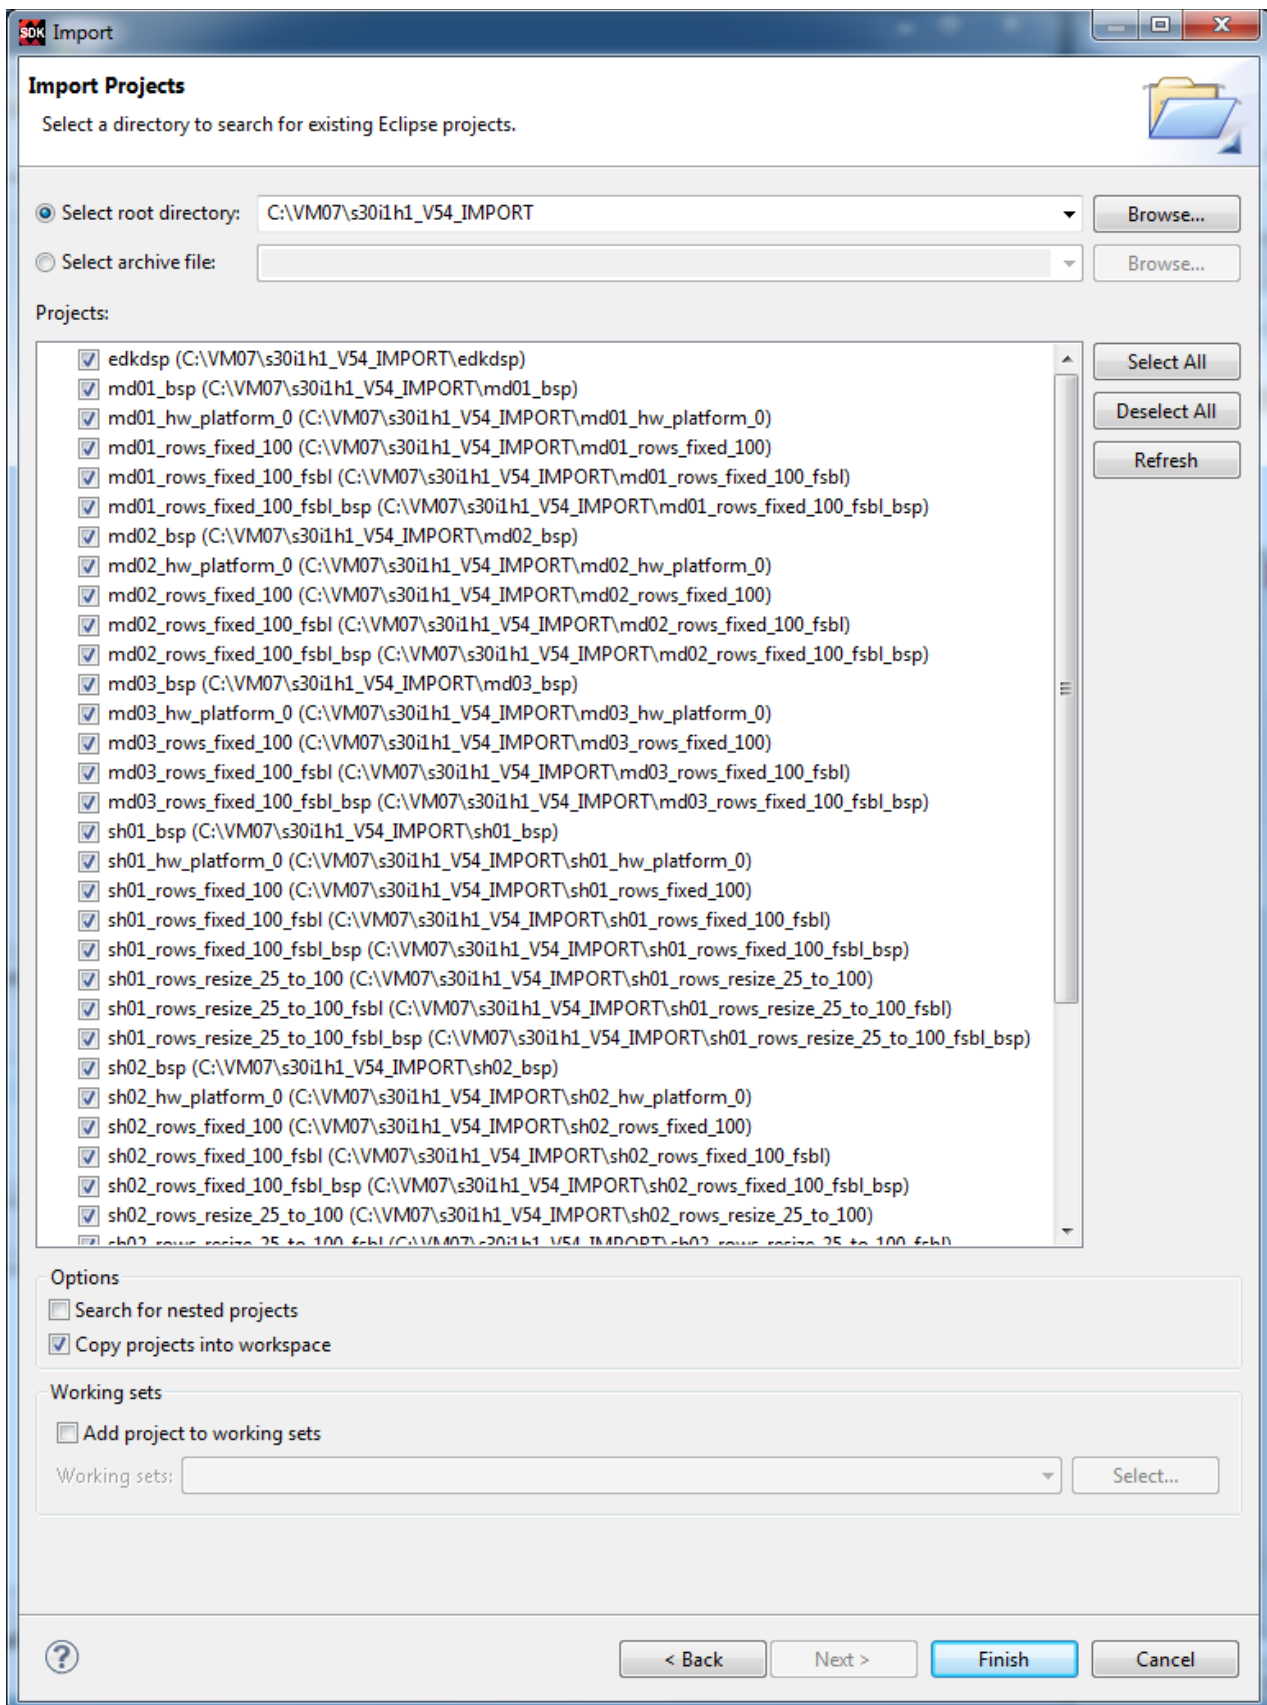 SDK Import
Import Projects
Select a directory to search for existing Eclipse projects.
Select root directory: C:\VM07\s30i1h1_V54_IMPORT Browse...
Select archive file: Browse...
Projects:
edkdsp (C:\VM07\s30i1h1_V54_IMPORT\edkdsp)
md01_bsp (C:\VM07\s30i1h1_V54_IMPORT\md01_bsp)
md01_hw_platform_0 (C:\VM07\s30i1h1_V54_IMPORT\md01_hw_platform_0)
md01_rows_fixed_100 (C:\VM07\s30i1h1_V54_IMPORT\md01_rows_fixed_100)
md01_rows_fixed_100_fsbl (C:\VM07\s30i1h1_V54_IMPORT\md01_rows_fixed_100_fsbl)
md01_rows_fixed_100_fsbl_bsp (C:\VM07\s30i1h1_V54_IMPORT\md01_rows_fixed_100_fsbl_bsp)
md02_bsp (C:\VM07\s30i1h1_V54_IMPORT\md02_bsp)
md02_hw_platform_0 (C:\VM07\s30i1h1_V54_IMPORT\md02_hw_platform_0)
md02_rows_fixed_100 (C:\VM07\s30i1h1_V54_IMPORT\md02_rows_fixed_100)
md02_rows_fixed_100_fsbl (C:\VM07\s30i1h1_V54_IMPORT\md02_rows_fixed_100_fsbl)
md02_rows_fixed_100_fsbl_bsp (C:\VM07\s30i1h1_V54_IMPORT\md02_rows_fixed_100_fsbl_bsp)
md03_bsp (C:\VM07\s30i1h1_V54_IMPORT\md03_bsp)
md03_hw_platform_0 (C:\VM07\s30i1h1_V54_IMPORT\md03_hw_platform_0)
md03_rows_fixed_100 (C:\VM07\s30i1h1_V54_IMPORT\md03_rows_fixed_100)
md03_rows_fixed_100_fsbl (C:\VM07\s30i1h1_V54_IMPORT\md03_rows_fixed_100_fsbl)
md03_rows_fixed_100_fsbl_bsp (C:\VM07\s30i1h1_V54_IMPORT\md03_rows_fixed_100_fsbl_bsp)
sh01_bsp (C:\VM07\s30i1h1_V54_IMPORT\sh01_bsp)
sh01_hw_platform_0 (C:\VM07\s30i1h1_V54_IMPORT\sh01_hw_platform_0)
sh01_rows_fixed_100 (C:\VM07\s30i1h1_V54_IMPORT\sh01_rows_fixed_100)
sh01_rows_fixed_100_fsbl (C:\VM07\s30i1h1_V54_IMPORT\sh01_rows_fixed_100_fsbl)
sh01_rows_fixed_100_fsbl_bsp (C:\VM07\s30i1h1_V54_IMPORT\sh01_rows_fixed_100_fsbl_bsp)
sh01_rows_resize_25_to_100 (C:\VM07\s30i1h1_V54_IMPORT\sh01_rows_resize_25_to_100)
sh01_rows_resize_25_to_100_fsbl (C:\VM07\s30i1h1_V54_IMPORT\sh01_rows_resize_25_to_100_fsbl)
sh01_rows_resize_25_to_100_fsbl_bsp (C:\VM07\s30i1h1_V54_IMPORT\sh01_rows_resize_25_to_100_fsbl_bsp)
sh02_bsp (C:\VM07\s30i1h1_V54_IMPORT\sh02_bsp)
sh02_hw_platform_0 (C:\VM07\s30i1h1_V54_IMPORT\sh02_hw_platform_0)
sh02_rows_fixed_100 (C:\VM07\s30i1h1_V54_IMPORT\sh02_rows_fixed_100)
sh02_rows_fixed_100_fsbl (C:\VM07\s30i1h1_V54_IMPORT\sh02_rows_fixed_100_fsbl)
sh02_rows_fixed_100_fsbl_bsp (C:\VM07\s30i1h1_V54_IMPORT\sh02_rows_fixed_100_fsbl_bsp)
sh02_rows_resize_25_to_100 (C:\VM07\s30i1h1_V54_IMPORT\sh02_rows_resize_25_to_100)
sh02_rows_resize_25_to_100_fsbl (C:\VM07\s30i1h1_V54_IMPORT\sh02_rows_resize_25_to_100_fsbl)
Select All
Deselect All
Refresh
Options
Search for nested projects
Copy projects into workspace
Working sets
Add project to working sets
Working sets: Select...
? < Back Next > Finish Cancel